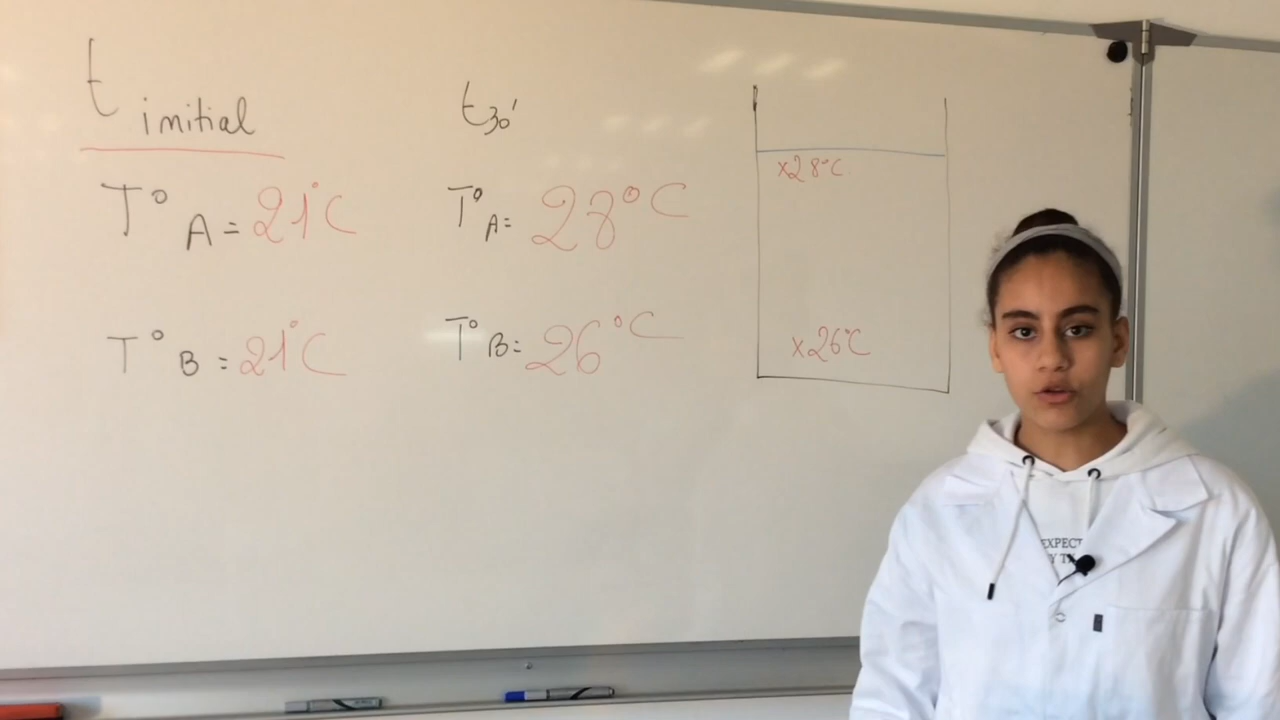 t initial
T° A = 21°C
T° B = 21°C
t30'
T° A = 28°C
T° B = 26°C
x28°C
x26°C
EXPECT
Y T